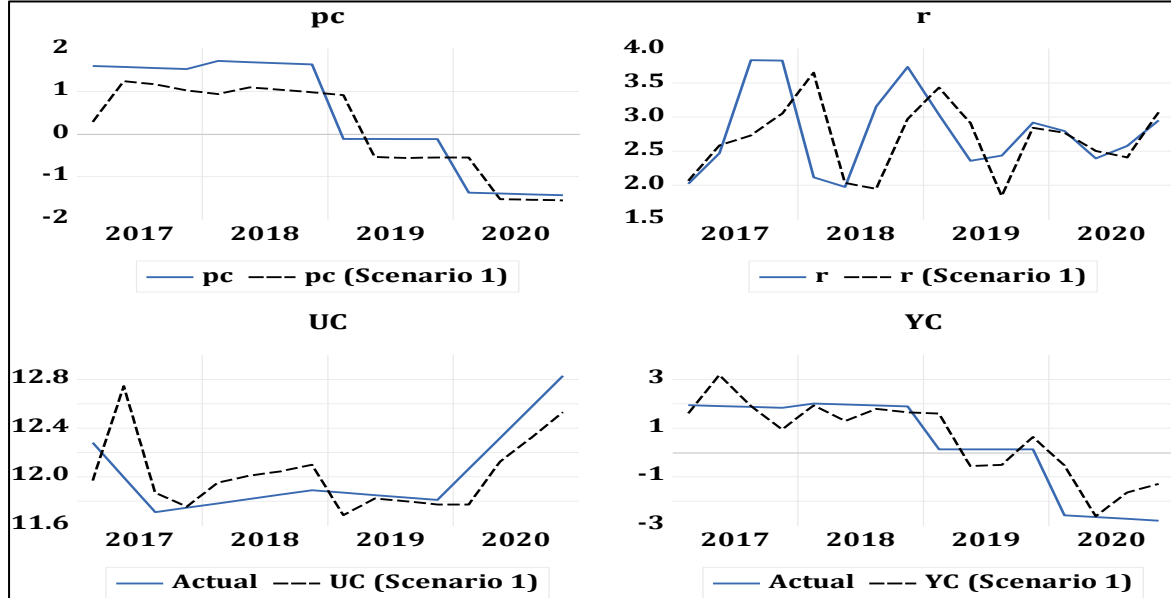 pc
2
1
0
-1
-2
2017 2018 2019 2020
pc pc (Scenario 1)
r
4.0
3.5
3.0
2.5
2.0
1.5
2017 2018 2019 2020
r r (Scenario 1)
UC
12.8
12.4
12.0
11.6
2017 2018 2019 2020
Actual UC (Scenario 1)
YC
3
1
-1
-3
2017 2018 2019 2020
Actual YC (Scenario 1)